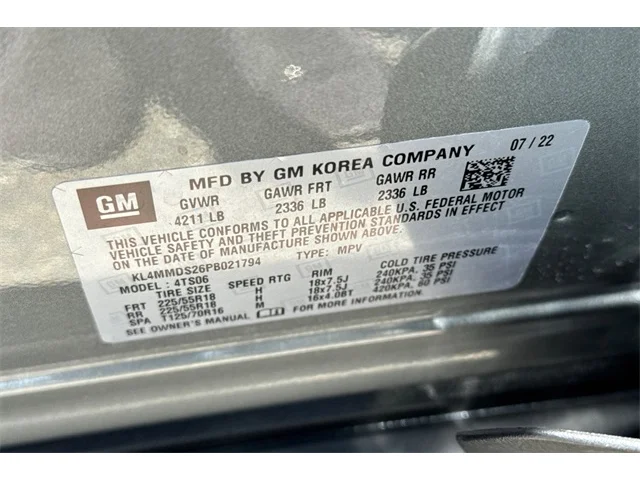 07 / 22
GM
MFD BY GM KOREA COMPANY
GVWR GAWR FRT GAWR RR
4211 LB 2336 LB 2336 LB
THIS VEHICLE CONFORMS TO ALL APPLICABLE U.S. FEDERAL MOTOR
VEHICLE SAFETY AND THEFT PREVENTION STANDARDS IN EFFECT
ON THE DATE OF MANUFACTURE SHOWN ABOVE.
KL4MMDS26PB021794 TYPE: MPV
MODEL: 4TS06
TIRE SIZE SPEED RTG RIM COLD TIRE PRESSURE
FRT 225/55R18 H 18x7.5J 240KPA, 35 PSI
RR 225/55R18 H 18x7.5J 240KPA, 35 PSI
SPA T125/70R16 M 16x4.0BT 420KPA, 60 PSI
SEE OWNER'S MANUAL FOR MORE INFORMATION